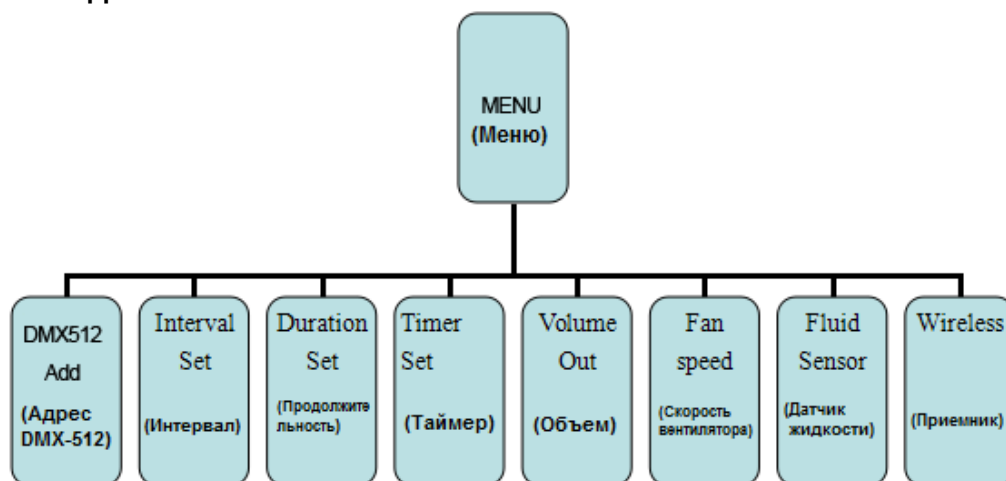 MENU
(Меню)
DMX512
Add
(Адрес
DMX-512)
Interval
Set
(Интервал)
Duration
Set
(Продолжите
льность)
Timer
Set
(Таймер)
Volume
Out
(Объем)
Fan
speed
(Скорость
вентилятора)
Fluid
Sensor
(Датчик
жидкости)
Wireless
(Приемник)